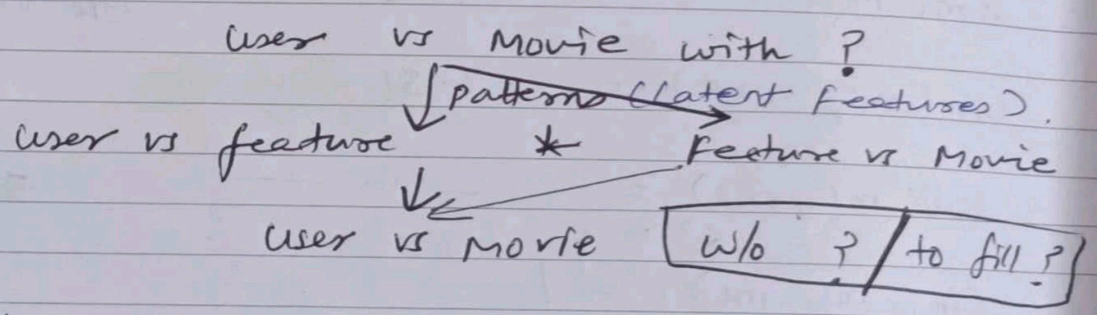 user vs Movie with ?
patterns (latent features).
user vs feature * Feature vs Movie
user vs Movie w/o ? / to fill ?